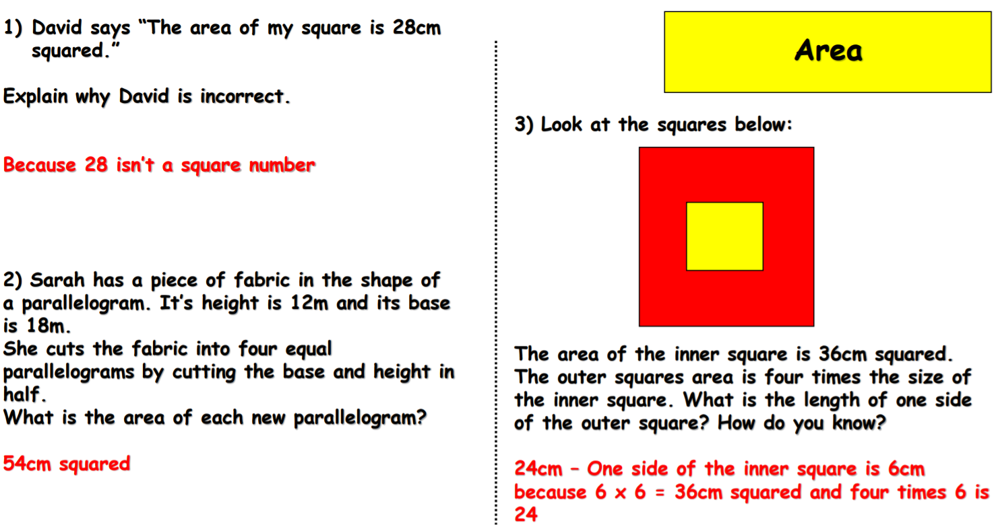 1) David says “The area of my square is 28cm
squared.”
Explain why David is incorrect.
Because 28 isn’t a square number
2) Sarah has a piece of fabric in the shape of
a parallelogram. It’s height is 12m and its base
is 18m.
She cuts the fabric into four equal
parallelograms by cutting the base and height in
half.
What is the area of each new parallelogram?
54cm squared
Area
3) Look at the squares below:
The area of the inner square is 36cm squared.
The outer squares area is four times the size of
the inner square. What is the length of one side
of the outer square? How do you know?
24cm – One side of the inner square is 6cm
because 6 x 6 = 36cm squared and four times 6 is
24